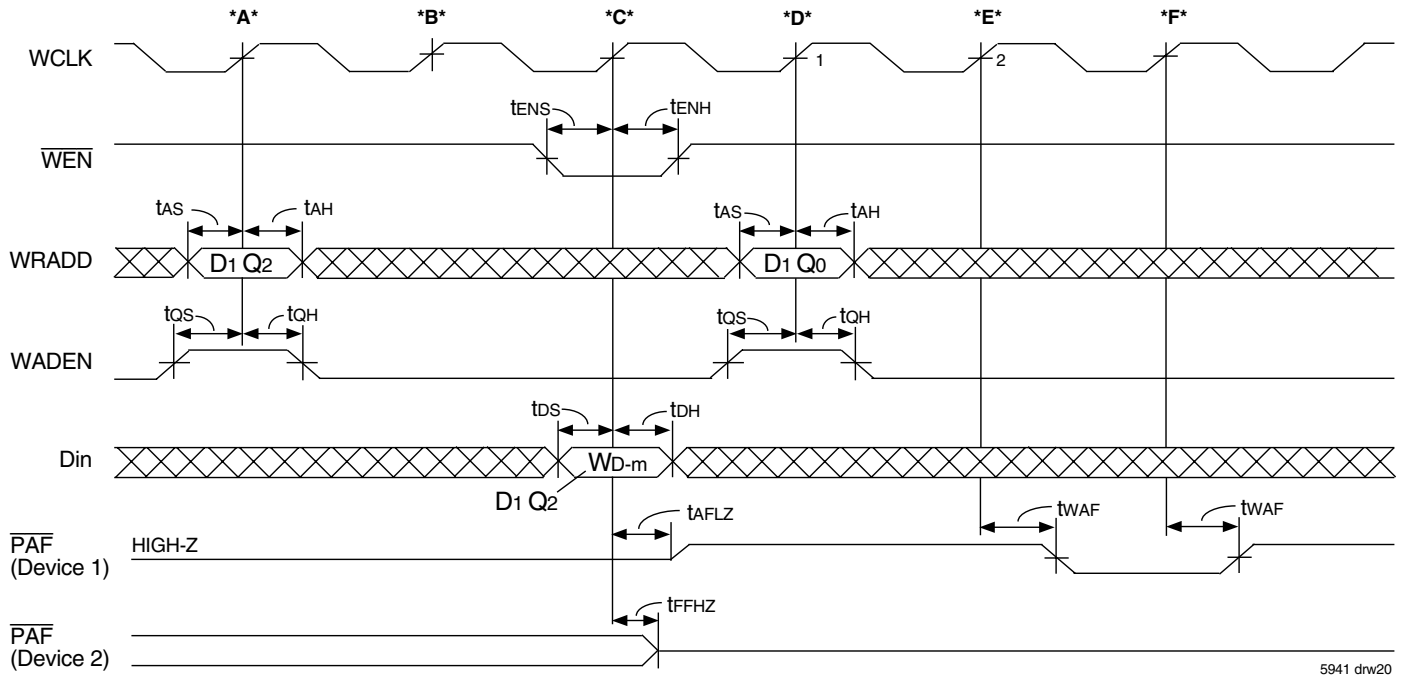 *A* *B* *C* *D* *E* *F*
WCLK 1 2
tENS tENH
WEN
tAS tAH tAS tAH
WRADD D1 Q2 D1 Q0
tQS tQH tQS tQH
WADEN
tDS tDH
Din WD-m
D1 Q2
tAFLZ tWAF tWAF
PAF HIGH-Z
(Device 1)
tFFHZ
PAF
(Device 2)
5941 drw20